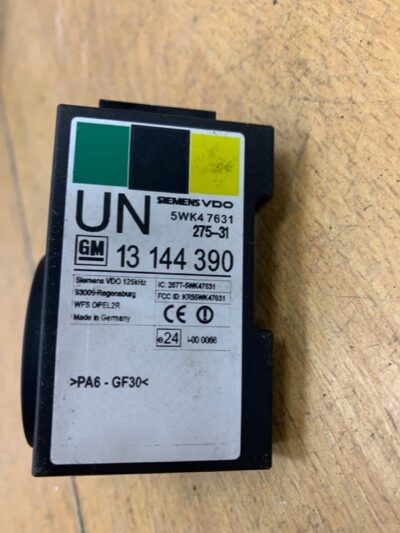 UN
SIEMENS VDO
5WK4 7631
275-31
GM 13 144 390
Siemens VDO 125kHz
93009-Regensburg
WFS OPEL2R
Made in Germany
IC: 267T-5WK47631
FCC ID: KR55WK47631
CE
e24 -00 0066
>PA6 - GF30<